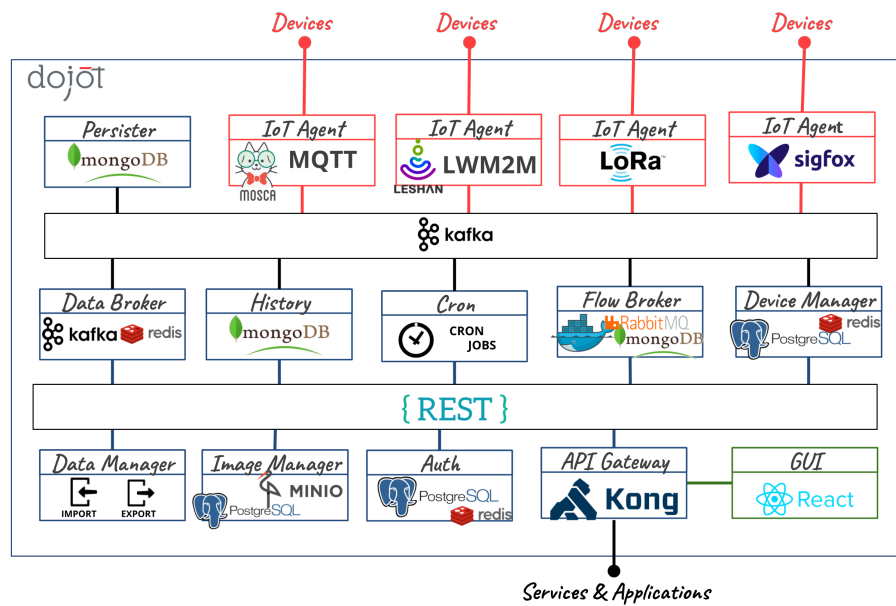 Devices Devices Devices Devices
dojot
Persister IoT Agent IoT Agent IoT Agent IoT Agent
mongoDB MQTT LWM2M LoRa™ sigfox
MOSCA LESHAN
kafka
Data Broker History Cron Flow Broker Device Manager
kafka redis mongoDB CRON JOBS RabbitMQ mongoDB redis PostgreSQL
{ REST }
Data Manager Image Manager Auth API Gateway GUI
IMPORT EXPORT MINIO PostgreSQL PostgreSQL redis Kong React
Services & Applications